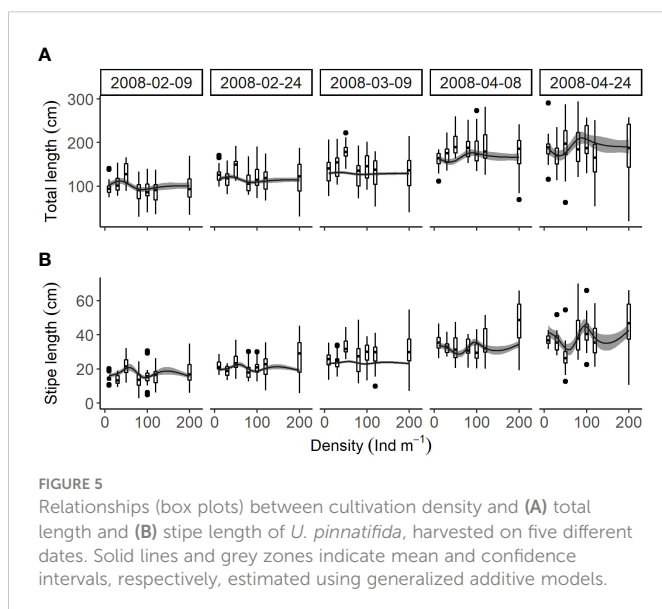 A
2008-02-09 2008-02-24 2008-03-09 2008-04-08 2008-04-24
Total length (cm)
300
200
100
B
Stipe length (cm)
60
40
20
0
0 100 200 0 100 200 0 100 200 0 100 200 0 100 200
Density (Ind m⁻¹)
FIGURE 5
Relationships (box plots) between cultivation density and (A) total
length and (B) stipe length of U. pinnatifida, harvested on five different
dates. Solid lines and grey zones indicate mean and confidence
intervals, respectively, estimated using generalized additive models.